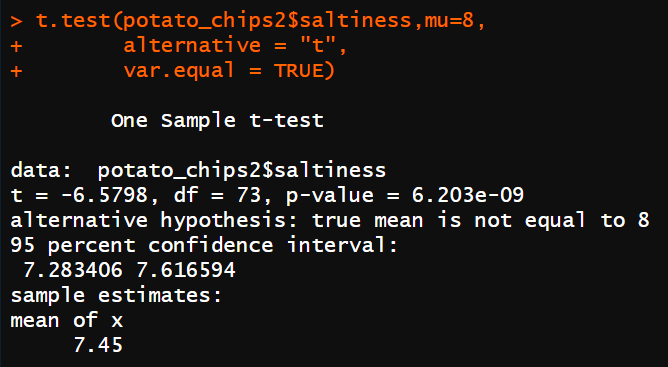 > t.test(potato_chips2$saltiness,mu=8,
+        alternative = "t",
+        var.equal = TRUE)
        One Sample t-test
data:  potato_chips2$saltiness
t = -6.5798, df = 73, p-value = 6.203e-09
alternative hypothesis: true mean is not equal to 8
95 percent confidence interval:
 7.283406 7.616594
sample estimates:
mean of x
     7.45